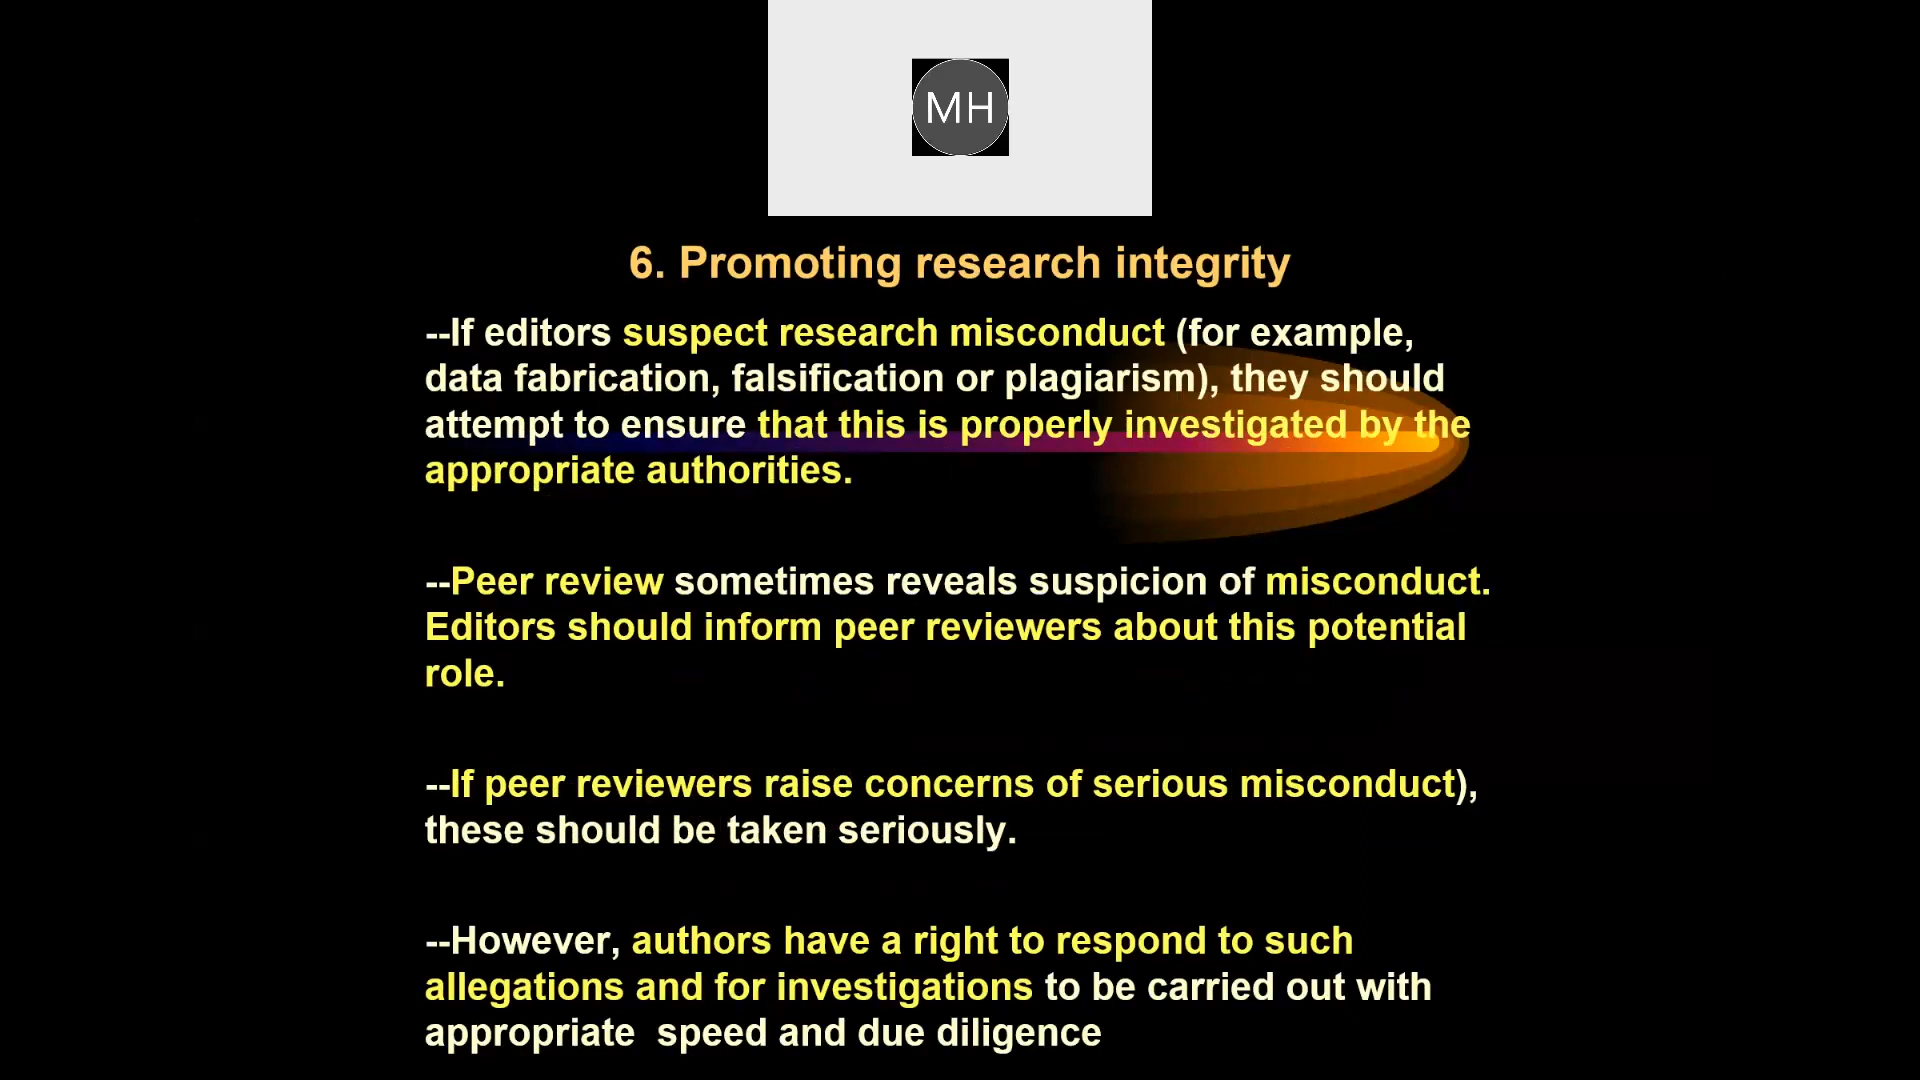 MH
6. Promoting research integrity
--If editors suspect research misconduct (for example,
data fabrication, falsification or plagiarism), they should
attempt to ensure that this is properly investigated by the
appropriate authorities.
--Peer review sometimes reveals suspicion of misconduct.
Editors should inform peer reviewers about this potential
role.
--If peer reviewers raise concerns of serious misconduct),
these should be taken seriously.
--However, authors have a right to respond to such
allegations and for investigations to be carried out with
appropriate  speed and due diligence